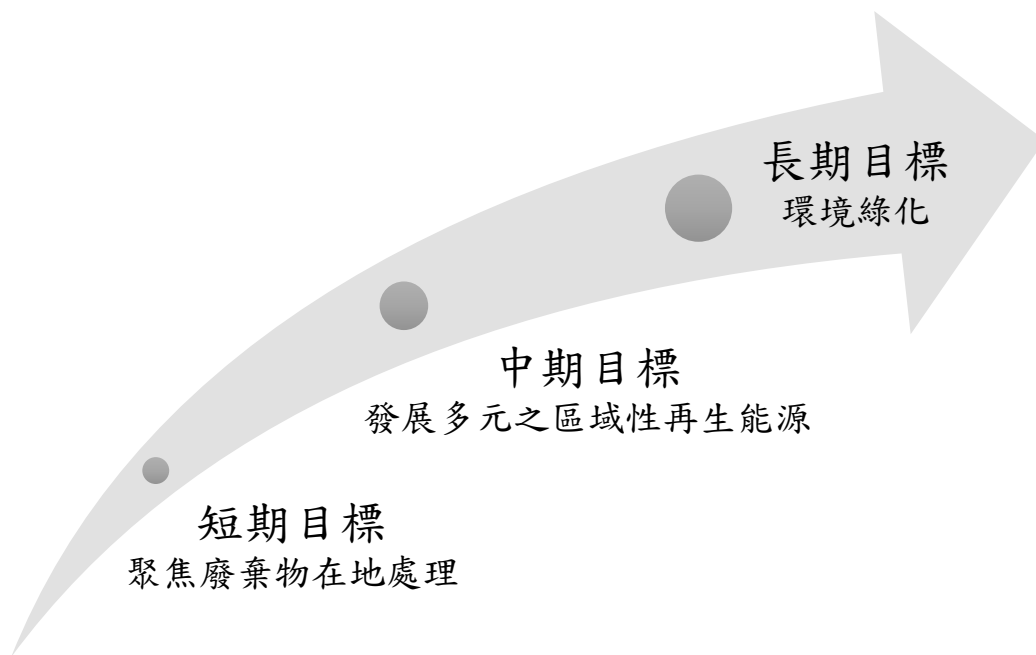 長期目標
環境綠化
中期目標
發展多元之區域性再生能源
短期目標
聚焦廢棄物在地處理